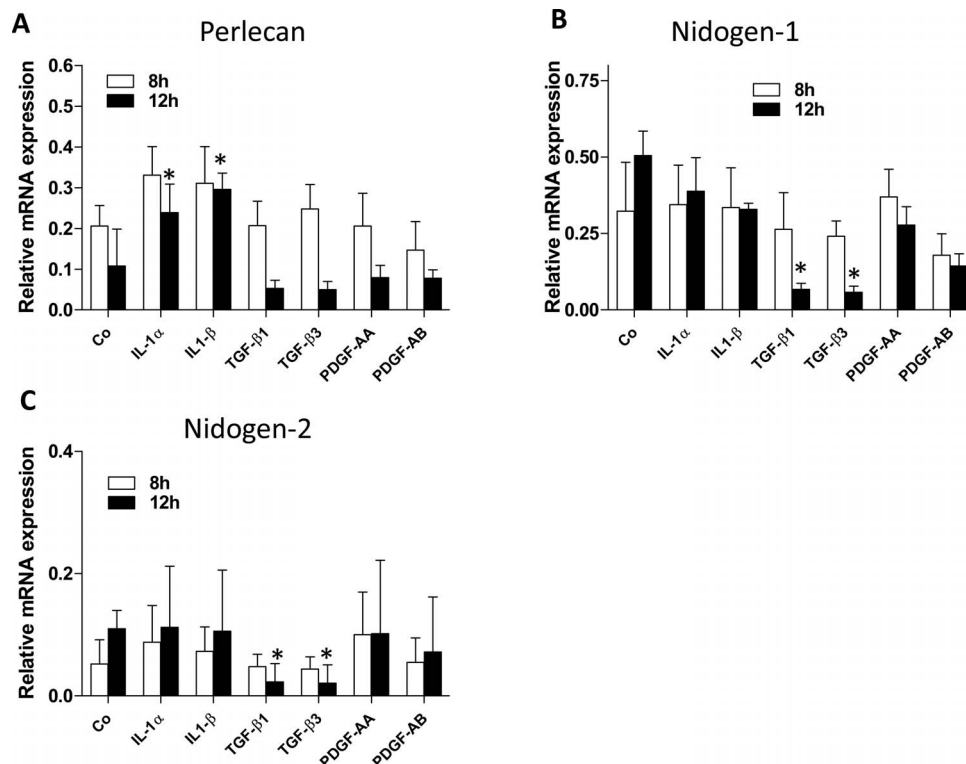 A
Perlecan
Relative mRNA expression
0.6
0.5
0.4
0.3
0.2
0.1
0.0
8h
12h
*
*
Co
IL-1α
IL1-β
TGF-β1
TGF-β3
PDGF-AA
PDGF-AB
B
Nidogen-1
Relative mRNA expression
0.75
0.50
0.25
0.00
8h
12h
*
*
Co
IL-1α
IL1-β
TGF-β1
TGF-β3
PDGF-AA
PDGF-AB
C
Nidogen-2
Relative mRNA expression
0.4
0.2
0.0
8h
12h
*
*
Co
IL-1α
IL1-β
TGF-β1
TGF-β3
PDGF-AA
PDGF-AB